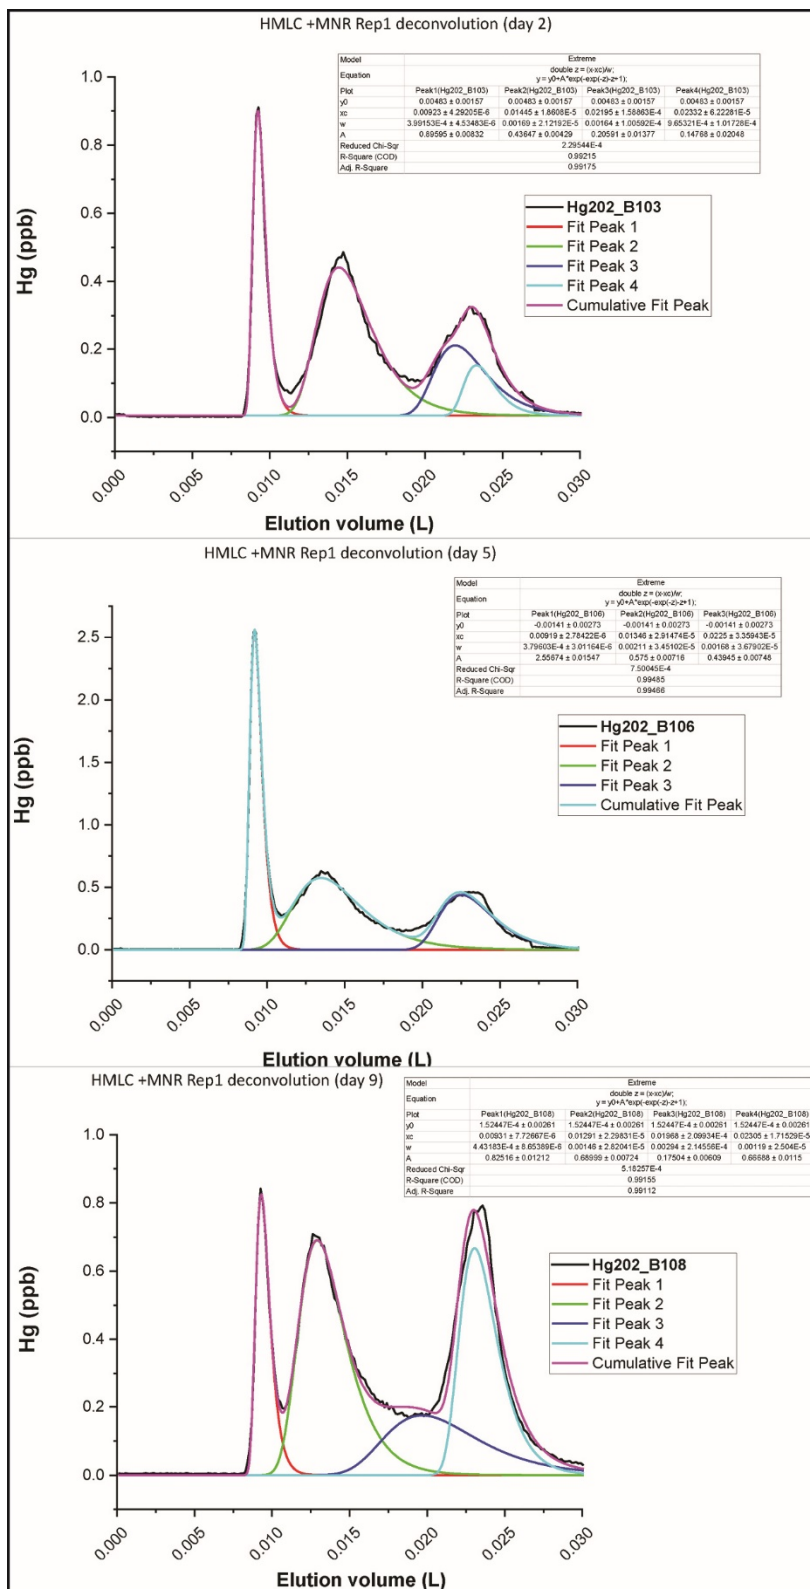 HMLC +MNR Rep1 deconvolution (day 2)
Model Extreme
Equation double z = (x-xc)/w;
y = y0+A*exp(-exp(-z)-z+1);
Plot Peak1(Hg202_B103) Peak2(Hg202_B103) Peak3(Hg202_B103) Peak4(Hg202_B103)
y0 0.00483 ± 0.00157 0.00483 ± 0.00157 0.00483 ± 0.00157 0.00483 ± 0.00157
xc 0.00923 ± 4.29205E-6 0.01445 ± 1.8608E-5 0.02195 ± 1.58863E-4 0.02332 ± 6.22281E-5
w 3.99153E-4 ± 4.53483E-6 0.00169 ± 2.12192E-5 0.00164 ± 1.00592E-4 9.65321E-4 ± 1.01728E-4
A 0.89595 ± 0.00832 0.43647 ± 0.00429 0.20591 ± 0.01377 0.14768 ± 0.02048
Reduced Chi-Sqr 2.29544E-4
R-Square (COD) 0.99215
Adj. R-Square 0.99175
1.0
0.8
0.6
0.4
0.2
0.0
Hg (ppb)
Hg202_B103
Fit Peak 1
Fit Peak 2
Fit Peak 3
Fit Peak 4
Cumulative Fit Peak
0.000 0.005 0.010 0.015 0.020 0.025 0.030
Elution volume (L)
HMLC +MNR Rep1 deconvolution (day 5)
Model Extreme
Equation double z = (x-xc)/w;
y = y0+A*exp(-exp(-z)-z+1);
Plot Peak1(Hg202_B106) Peak2(Hg202_B106) Peak3(Hg202_B106)
y0 -0.00141 ± 0.00273 -0.00141 ± 0.00273 -0.00141 ± 0.00273
xc 0.00919 ± 2.78422E-6 0.01346 ± 2.91474E-5 0.0225 ± 3.35943E-5
w 3.79603E-4 ± 3.01164E-6 0.00211 ± 3.45102E-5 0.00168 ± 3.67902E-5
A 2.55674 ± 0.01547 0.575 ± 0.00716 0.43945 ± 0.00748
Reduced Chi-Sqr 7.50045E-4
R-Square (COD) 0.99485
Adj. R-Square 0.99466
2.5
2.0
1.5
1.0
0.5
0.0
Hg (ppb)
Hg202_B106
Fit Peak 1
Fit Peak 2
Fit Peak 3
Cumulative Fit Peak
0.000 0.005 0.010 0.015 0.020 0.025 0.030
Elution volume (L)
HMLC +MNR Rep1 deconvolution (day 9)
Model Extreme
Equation double z = (x-xc)/w;
y = y0+A*exp(-exp(-z)-z+1);
Plot Peak1(Hg202_B108) Peak2(Hg202_B108) Peak3(Hg202_B108) Peak4(Hg202_B108)
y0 1.52447E-4 ± 0.00261 1.52447E-4 ± 0.00261 1.52447E-4 ± 0.00261 1.52447E-4 ± 0.00261
xc 0.00931 ± 7.72667E-6 0.01291 ± 2.29831E-5 0.01968 ± 2.09934E-4 0.02305 ± 1.71529E-5
w 4.43183E-4 ± 8.65389E-6 0.00146 ± 2.82041E-5 0.00294 ± 2.14556E-4 0.00119 ± 2.504E-5
A 0.82516 ± 0.01212 0.68999 ± 0.00724 0.17504 ± 0.00609 0.66688 ± 0.0115
Reduced Chi-Sqr 5.18257E-4
R-Square (COD) 0.99155
Adj. R-Square 0.99112
1.0
0.8
0.6
0.4
0.2
0.0
Hg (ppb)
Hg202_B108
Fit Peak 1
Fit Peak 2
Fit Peak 3
Fit Peak 4
Cumulative Fit Peak
0.000 0.005 0.010 0.015 0.020 0.025 0.030
Elution volume (L)